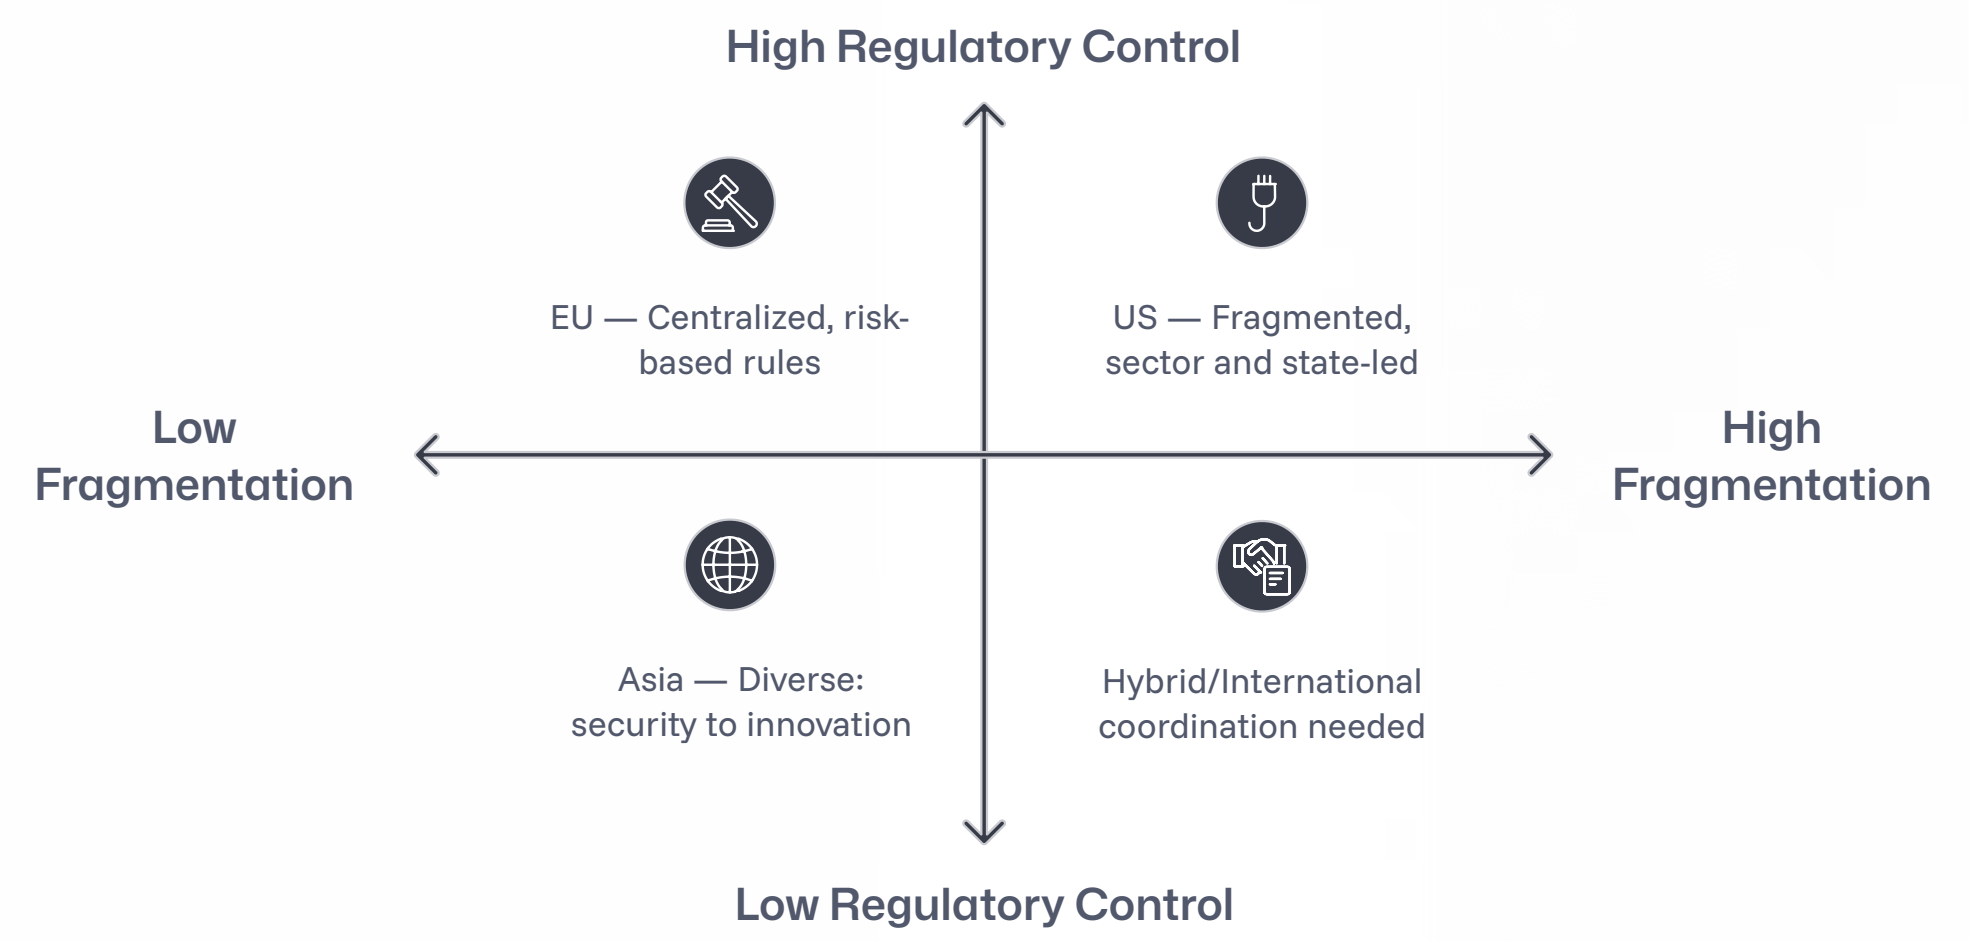 High Regulatory Control
EU — Centralized, risk-
based rules
US — Fragmented,
sector and state-led
Low
Fragmentation
High
Fragmentation
Asia — Diverse:
security to innovation
Hybrid/International
coordination needed
Low Regulatory Control